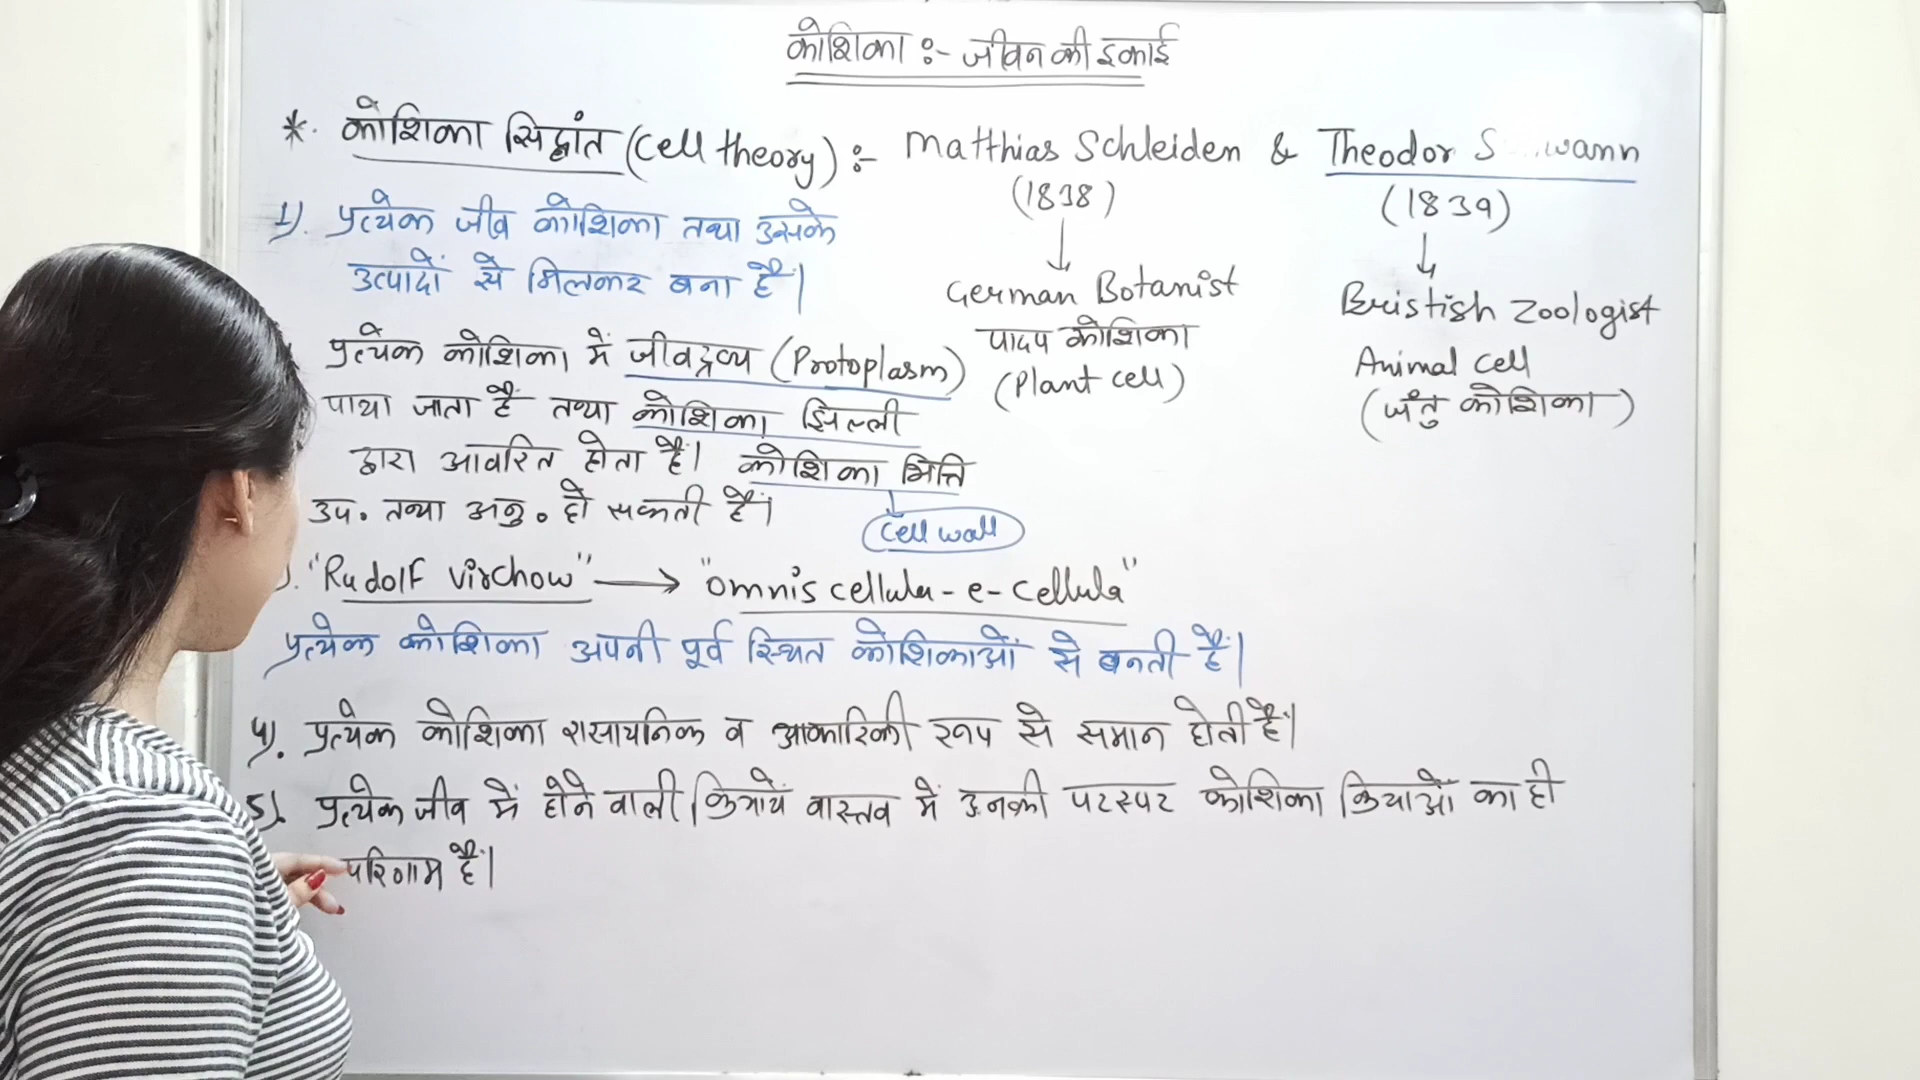 कोशिका :- जीवन की इकाई
*. कोशिका सिद्धांत (Cell theory) :- Matthias Schleiden & Theodor S wann
(1838)
(1839)
1). प्रत्येक जीव कोशिका तथा उसके
उत्पादों से मिलकर बना है।
German Botanist
पादप कोशिका
(Plant cell)
Bristish Zoologist
Animal cell
(जंतु कोशिका)
प्रत्येक कोशिका में जीवद्रव्य (Protoplasm)
पाया जाता है तथा कोशिका झिल्ली
द्वारा आवरित होता है। कोशिका भित्ति
उप. तथा अनु. हो सकती है।
Cell wall
). "Rudolf Virchow" → "omnis cellula-e-cellula"
प्रत्येक कोशिका अपनी पूर्व स्थित कोशिकाओं से बनती है।
4). प्रत्येक कोशिका रासायनिक व आकारिकी रूप से समान होती है।
5). प्रत्येक जीव में होने वाली क्रियायें वास्तव में उनकी परस्पर कोशिका क्रियाओं का ही
परिणाम है।